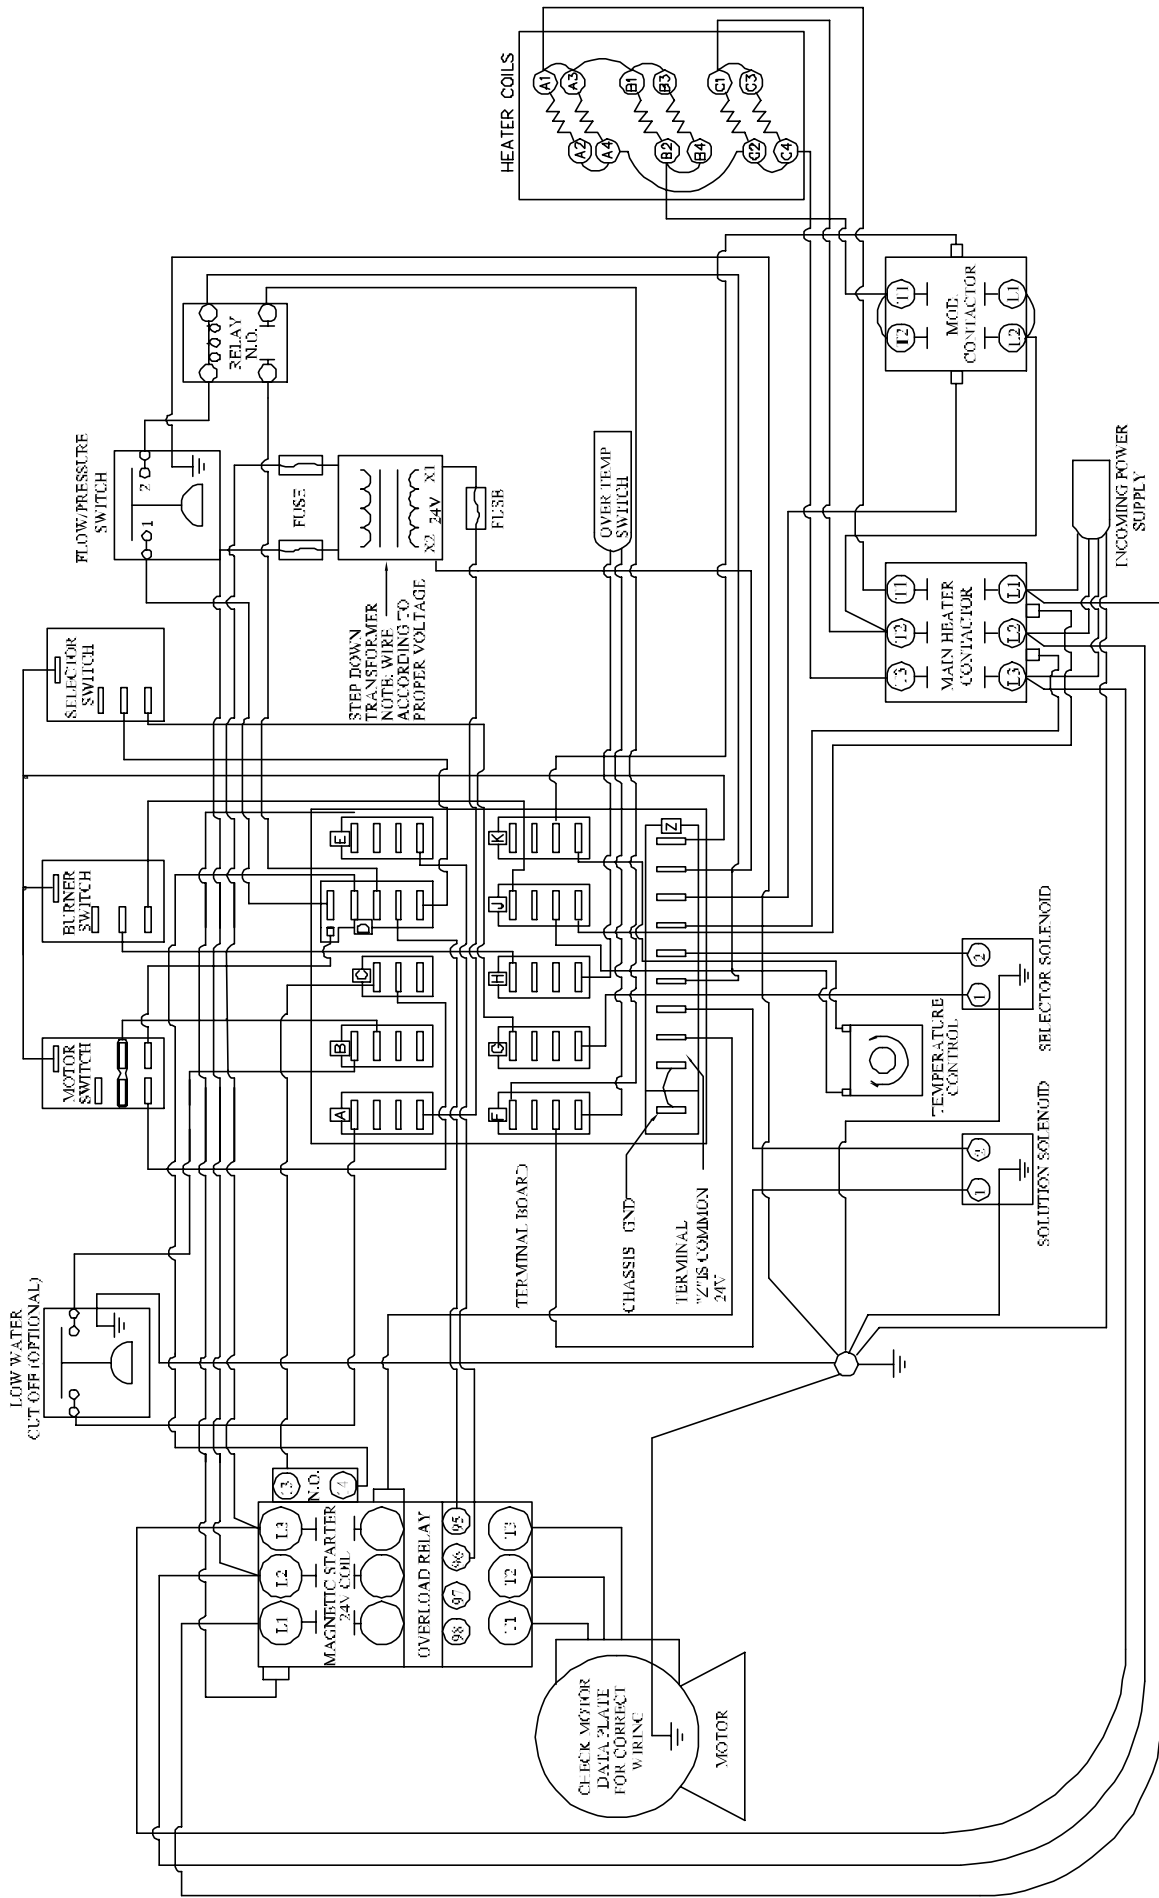 LOW WATER
CUT OFF (OPTIONAL)
MOTOR
SWITCH
BURNER
SWITCH
SELECTOR
SWITCH
FLOW/PRESSURE
SWITCH
1
2
RELAY
N.O.
HEATER COILS
A1
A3
A2
A4
B1
B3
B2
B4
C1
C3
C2
C4
FUSE
X2 24V X1
FUSE
STEP DOWN
TRANSFORMER
NOTE: WIRE
ACCORDING TO
PROPER VOLTAGE
OVER TEMP
SWITCH
L1
L2
L3
MAGNETIC STARTER
24V COIL
13
N.O.
14
OVERLOAD RELAY
98
97
96
95
T1
T2
T3
CHECK MOTOR
DATA PLATE
FOR CORRECT
WIRING
MOTOR
A
B
C
D
E
F
G
H
J
K
Z
TERMINAL BOARD
CHASSIS GND
TERMINAL
"Z" IS COMMON
24V
TEMPERATURE
CONTROL
1
2
SOLUTION SOLENOID
1
2
SELECTOR SOLENOID
T3
T2
T1
MAIN HEATER
CONTACTOR
L3
L2
L1
T2
T1
MOD.
CONTACTOR
L2
L1
INCOMING POWER
SUPPLY